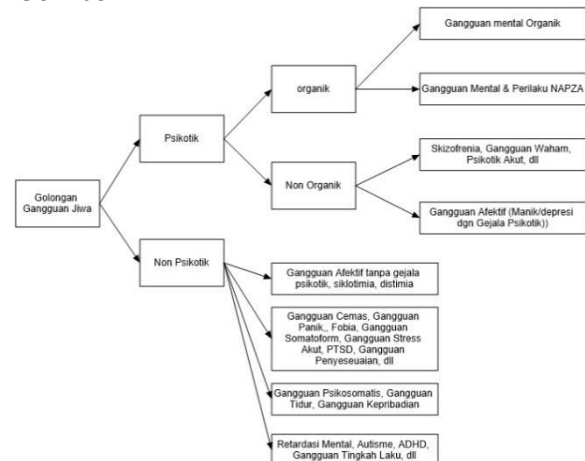 Gangguan mental Organik
organik
Gangguan Mental & Perilaku NAPZA
Psikotik
Skizofrenia, Gangguan Waham,
Psikotik Akut, dll
Non Organik
Golongan
Gangguan Jiwa
Gangguan Afektif (Manik/depresi
dgn Gejala Psikotik))
Non Psikotik
Gangguan Afektif tanpa gejala
psikotik, siklotimia, distimia
Gangguan Cemas, Gangguan
Panik,, Fobia, Gangguan
Somatoform, Gangguan Stress
Akut, PTSD, Gangguan
Penyeseuaian, dll
Gangguan Psikosomatis, Gangguan
Tidur, Gangguan Kepribadian
Retardasi Mental, Autisme, ADHD,
Gangguan Tingkah Laku, dll